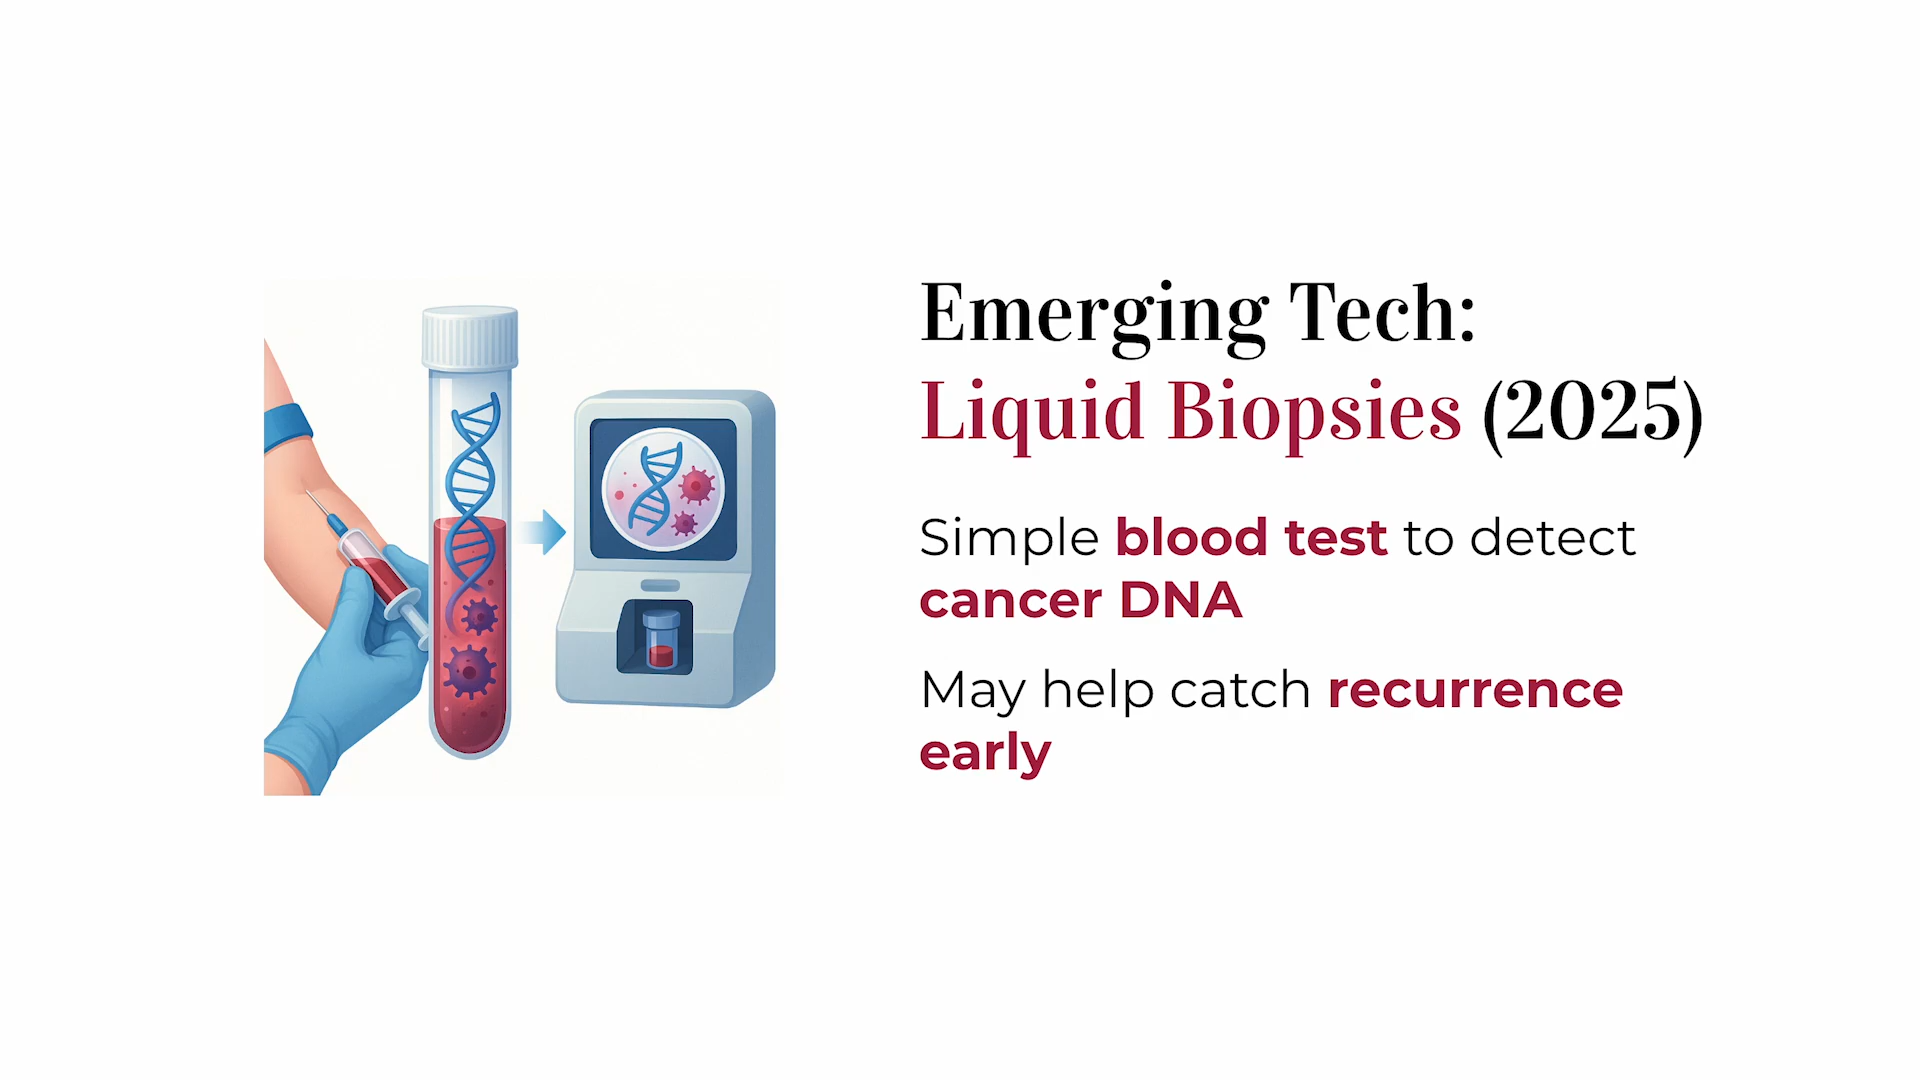 Emerging Tech:
Liquid Biopsies (2025)
Simple blood test to detect
cancer DNA
May help catch recurrence
early